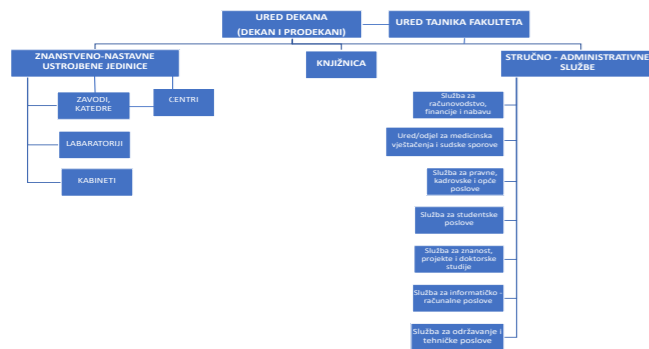 URED DEKANA
(DEKAN I PRODEKANI)
URED TAJNIKA FAKULTETA
ZNANSTVENO-NASTAVNE
USTROJBENE JEDINICE
KNJIŽNICA
STRUČNO - ADMINISTRATIVNE
SLUŽBE
ZAVODI,
KATEDRE
CENTRI
LABARATORIJI
KABINETI
Služba za
računovodstvo,
financije i nabavu
Ured/odjel za medicinska
vještačenja i sudske sporove
Služba za pravne,
kadrovske i opće
poslove
Služba za studentske
poslove
Služba za znanost,
projekte i doktorske
studije
Služba za informatičko -
računalne poslove
Služba za održavanje i
tehničke poslove